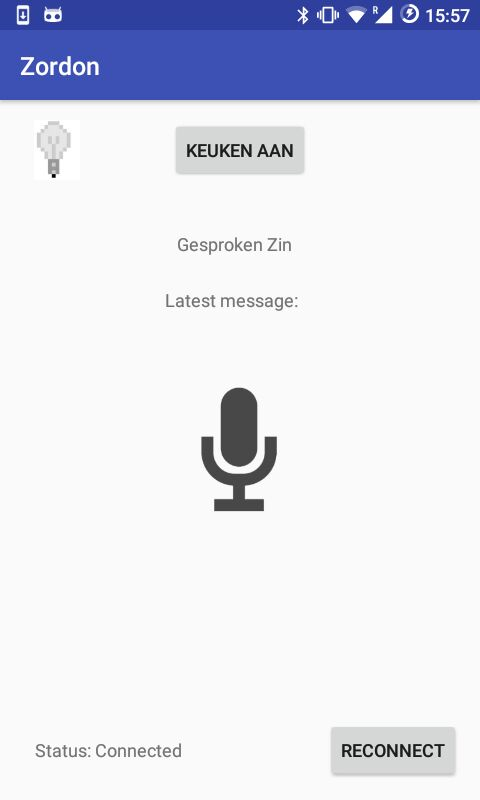 R 15:57
Zordon
KEUKEN AAN
Gesproken Zin
Latest message:
Status: Connected
RECONNECT